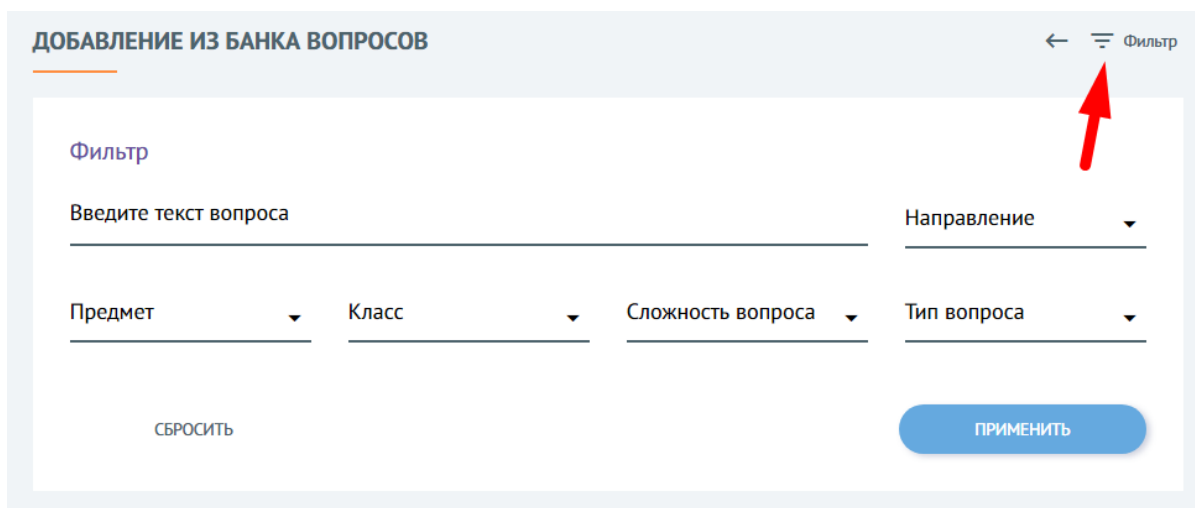 ДОБАВЛЕНИЕ ИЗ БАНКА ВОПРОСОВ
Фильтр
Фильтр
Введите текст вопроса
Направление
Предмет
Класс
Сложность вопроса
Тип вопроса
СБРОСИТЬ
ПРИМЕНИТЬ